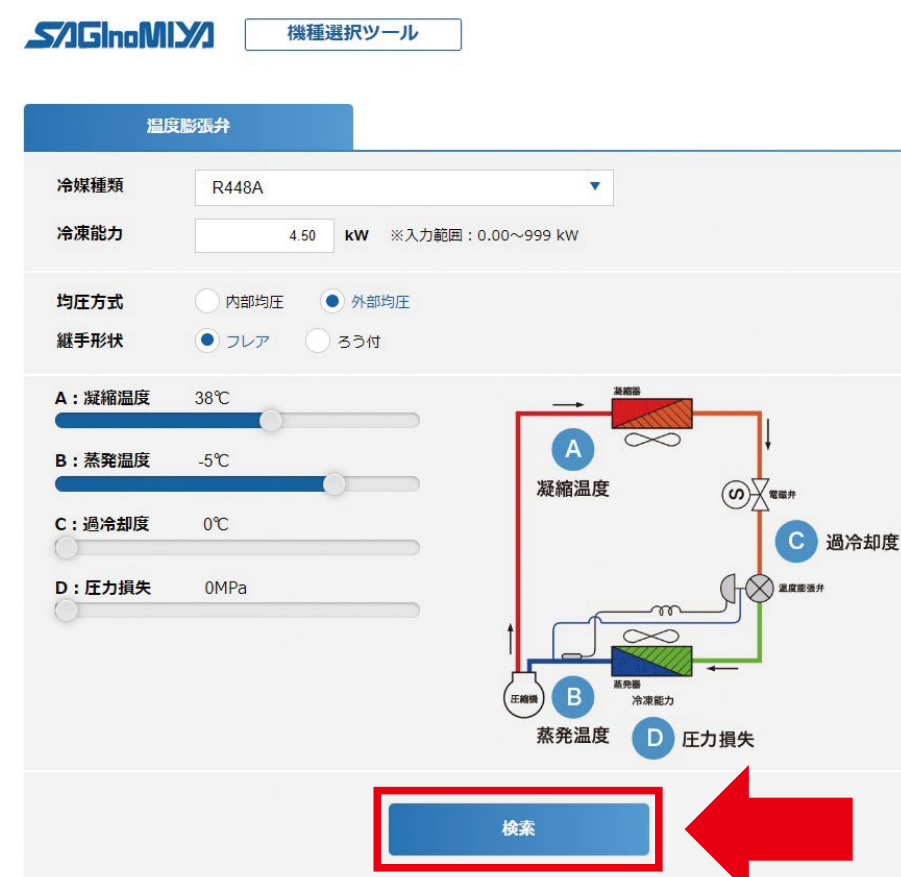 SAGInoMIYA 機種選択ツール
温度膨張弁
冷媒種類 R448A
冷凍能力 4.50 kW ※入力範囲：0.00～999 kW
均圧方式 内部均圧 外部均圧
継手形状 フレア ろう付
A：凝縮温度 38℃
B：蒸発温度 -5℃
C：過冷却度 0℃
D：圧力損失 0MPa
凝縮器
A
凝縮温度
S 電磁弁
C 過冷却度
温度膨張弁
圧縮機
蒸発器
冷凍能力
B
蒸発温度
D 圧力損失
検索